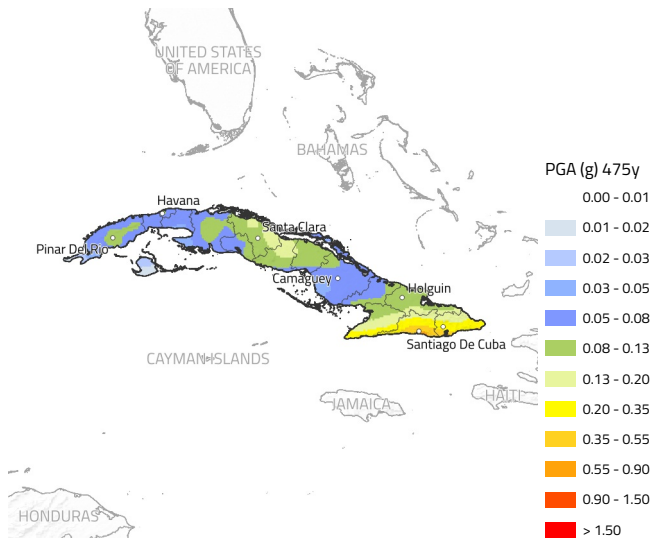 UNITED STATES
OF AMERICA
BAHAMAS
PGA (g) 475y
0.00 - 0.01
Havana
0.01 - 0.02
Santa Clara
Pinar Del Rio
0.02 - 0.03
Camaguey
0.03 - 0.05
Holguin
0.05 - 0.08
Santiago De Cuba
0.08 - 0.13
CAYMAN ISLANDS
0.13 - 0.20
HAITI
JAMAICA
0.20 - 0.35
0.35 - 0.55
0.55 - 0.90
0.90 - 1.50
HONDURAS
> 1.50